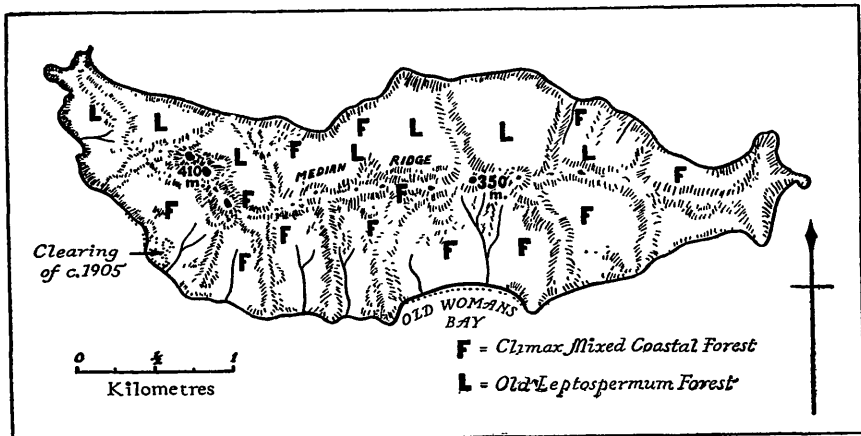 L
L
F
L
L
F
F
L
L
L
F
410
m
MEDIAN RIDGE
350
m.
F
F
F
F
F
F
F
F
F
F
Clearing
of c.1905
OLD WOMANS
BAY
0 ½ 1
Kilometres
F = Climax Mixed Coastal Forest
L = Old Leptospermum Forest